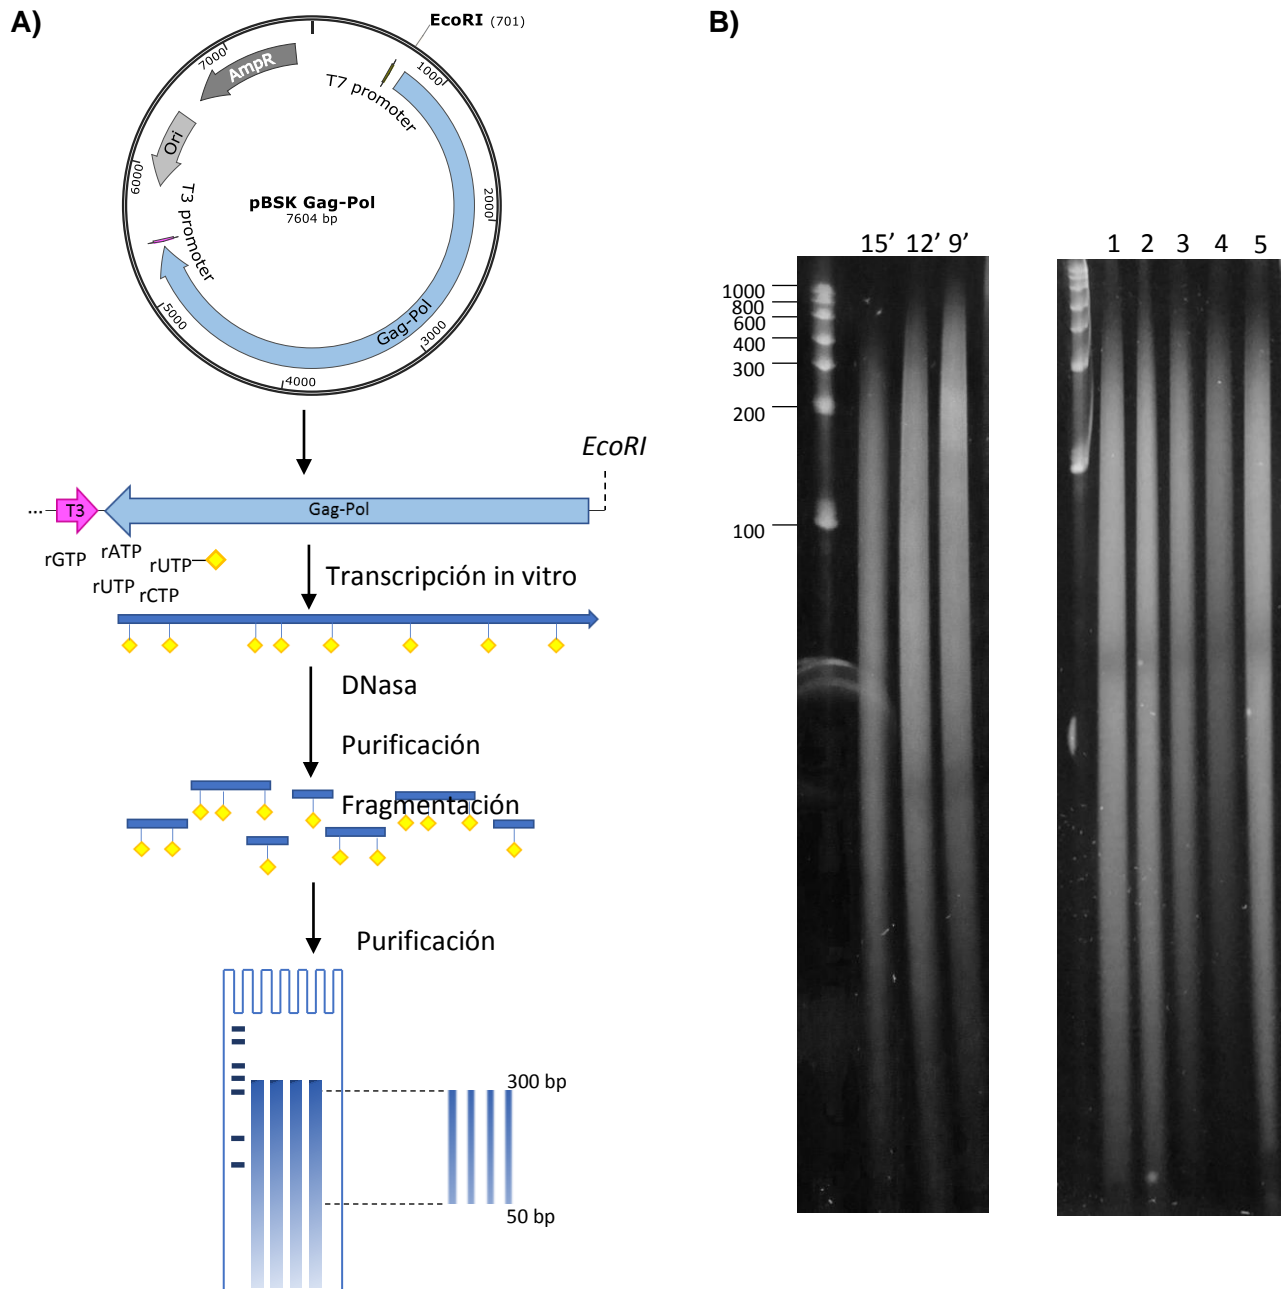 A)
EcoRI (701)
7000
1000
AmpR
T7 promoter
Ori
6000
2000
T3 promoter
pBSK Gag-Pol
7604 bp
5000
Gag-Pol
3000
4000
EcoRI
...
T3
Gag-Pol
rGTP
rATP
rUTP
rUTP
rCTP
Transcripción in vitro
DNasa
Purificación
Fragmentación
Purificación
300 bp
50 bp
B)
15’ 12’ 9’
1000
800
600
400
300
200
100
1 2 3 4 5